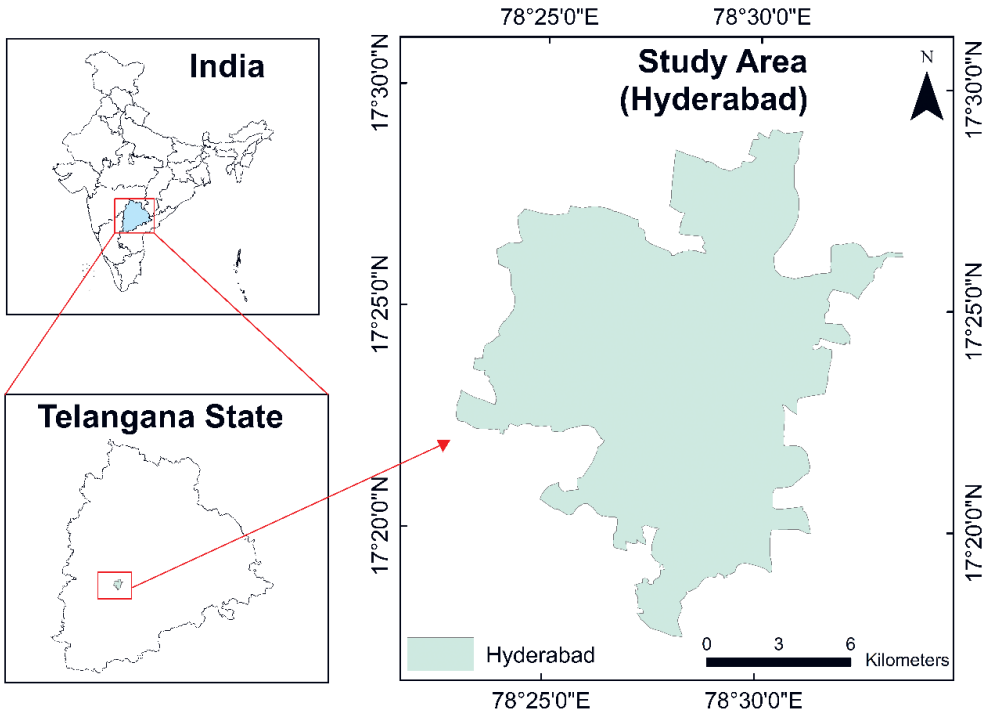 78°25'0"E
78°30'0"E
India
Study Area
(Hyderabad)
N
17°30'0"N
17°30'0"N
17°25'0"N
17°25'0"N
Telangana State
17°20'0"N
17°20'0"N
Hyderabad
0 3 6
Kilometers
78°25'0"E
78°30'0"E